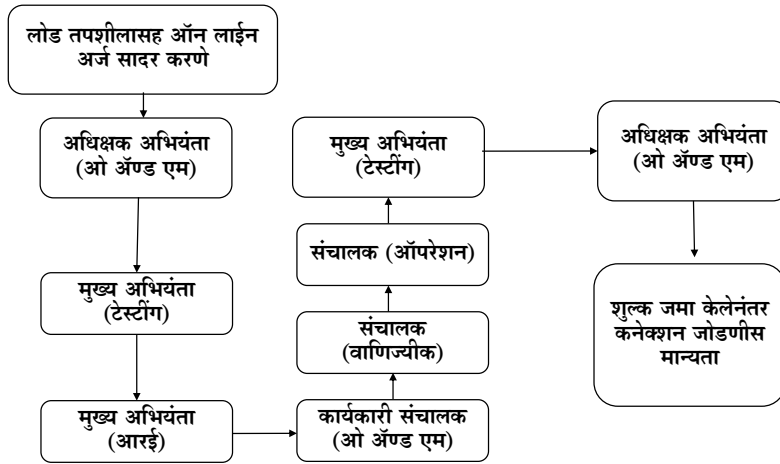 लोड तपशीलासह ऑन लाईन
अर्ज सादर करणे
अधिक्षक अभियंता
(ओ ॲण्ड एम)
मुख्य अभियंता
(टेस्टींग)
मुख्य अभियंता
(आरई)
कार्यकारी संचालक
(ओ ॲण्ड एम)
संचालक
(वाणिज्यीक)
संचालक (ऑपरेशन)
मुख्य अभियंता
(टेस्टींग)
अधिक्षक अभियंता
(ओ ॲण्ड एम)
शुल्क जमा केलेनंतर
कनेक्शन जोडणीस
मान्यता